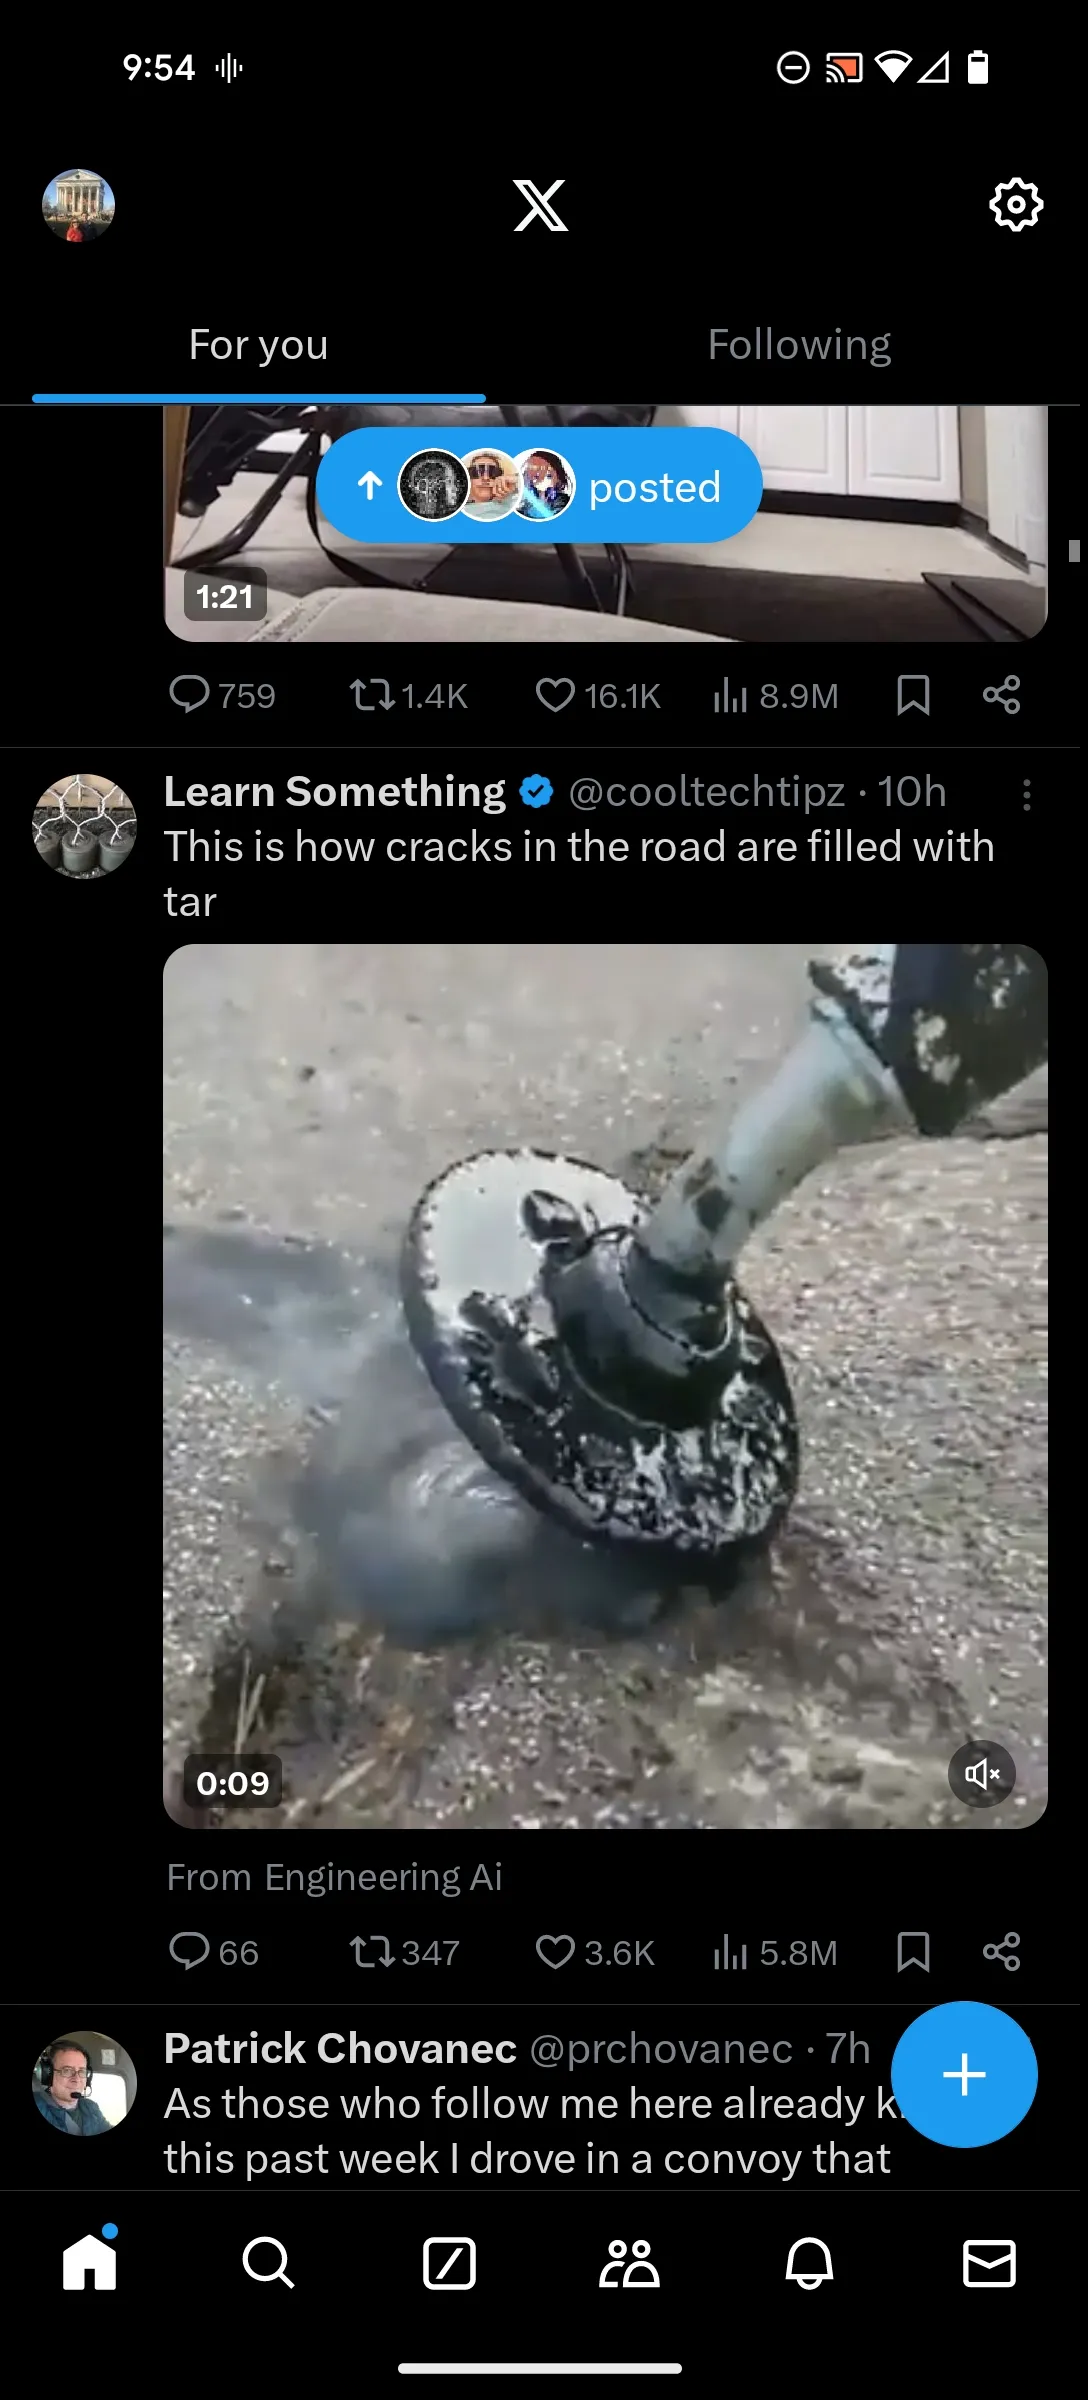 9:54
For you
Following
posted
1:21
759
1.4K
16.1K
8.9M
Learn Something @cooltechtipz · 10h
This is how cracks in the road are filled with
tar
0:09
From Engineering Ai
66
347
3.6K
5.8M
Patrick Chovanec @prchovanec · 7h
As those who follow me here already
this past week I drove in a convoy that